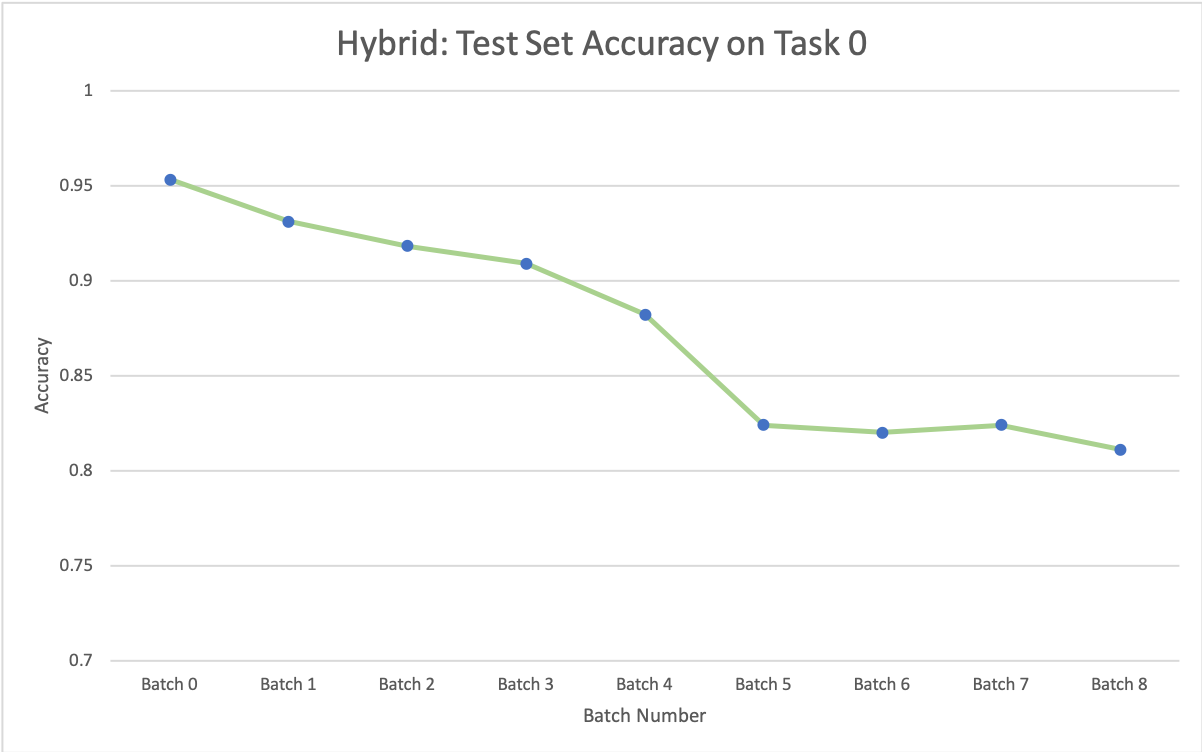 Hybrid: Test Set Accuracy on Task 0
1
0.95
0.9
0.85
0.8
0.75
0.7
Accuracy
Batch 0 Batch 1 Batch 2 Batch 3 Batch 4 Batch 5 Batch 6 Batch 7 Batch 8
Batch Number